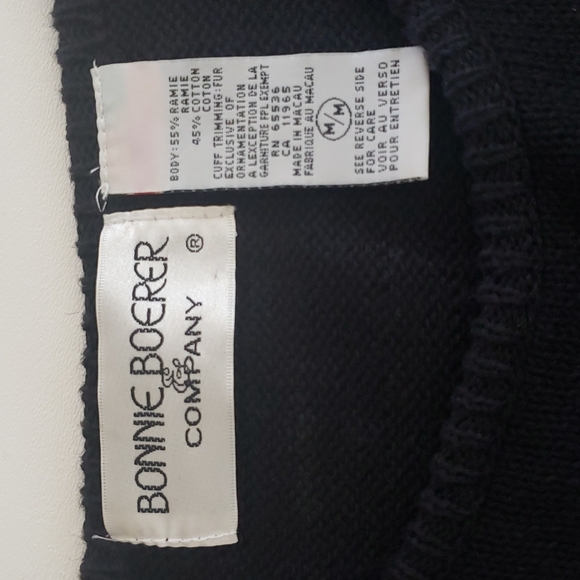 BODY: 55% RAMIE
RAMIE
45% COTTON
COTON
CUFF TRIMMING: FUR
EXCLUSIVE OF
ORNAMENTATION
A LEXCEPTION DE LA
GARNITURE FPL EXEMPT
RN 65536
CA 11965
MADE IN MACAU
FABRIQUE AU MACAU
M/M
SEE REVERSE SIDE
FOR CARE
VOIR AU VERSO
POUR ENTRETIEN
BONNIE BOERER
&
COMPANY ®